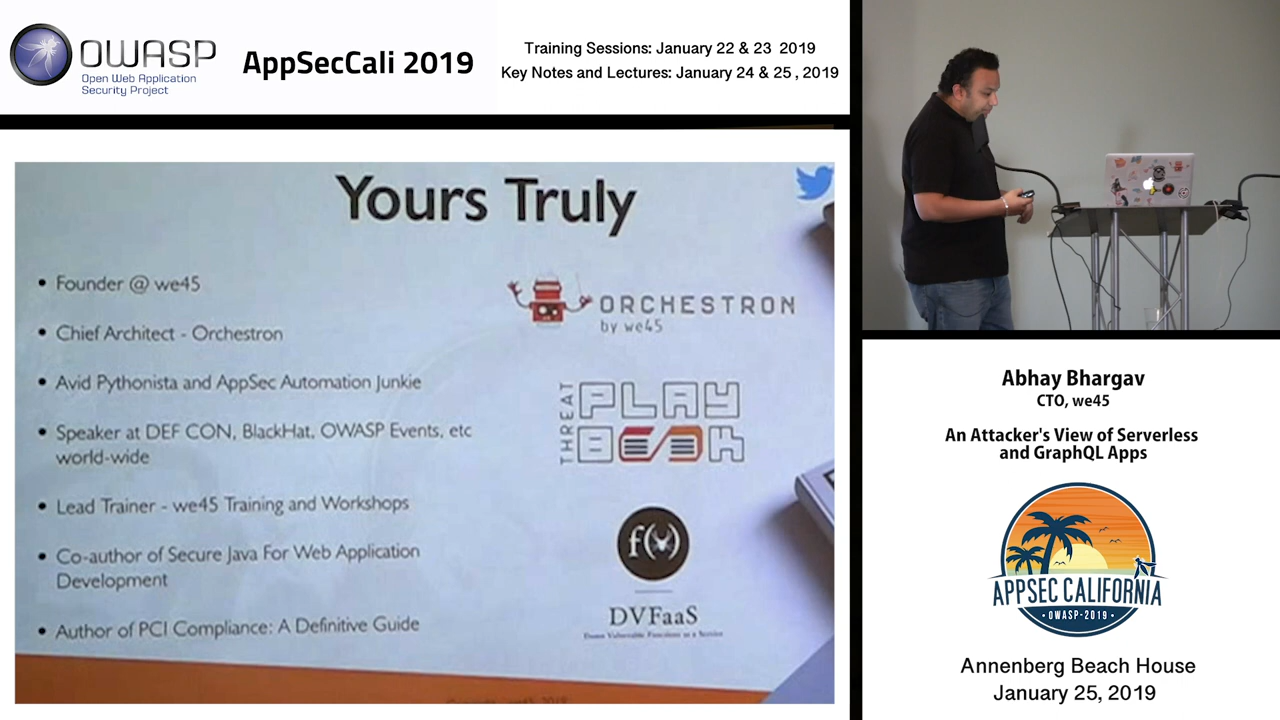 OWASP
Open Web Application
Security Project
AppSecCali 2019
Training Sessions: January 22 & 23 2019
Key Notes and Lectures: January 24 & 25 , 2019
Yours Truly
• Founder @ we45
• Chief Architect - Orchestron
• Avid Pythonista and AppSec Automation Junkie
• Speaker at DEF CON, BlackHat, OWASP Events, etc
world-wide
• Lead Trainer - we45 Training and Workshops
• Co-author of Secure Java For Web Application
Development
• Author of PCI Compliance: A Definitive Guide
ORCHESTRON
by we45
THREAT
PLAY
BOOK
f( )
DVFaaS
Damn Vulnerable Functions as a Service
Abhay Bhargav
CTO, we45
An Attacker's View of Serverless
and GraphQL Apps
APPSEC CALIFORNIA
• OWASP-2019 •
Annenberg Beach House
January 25, 2019